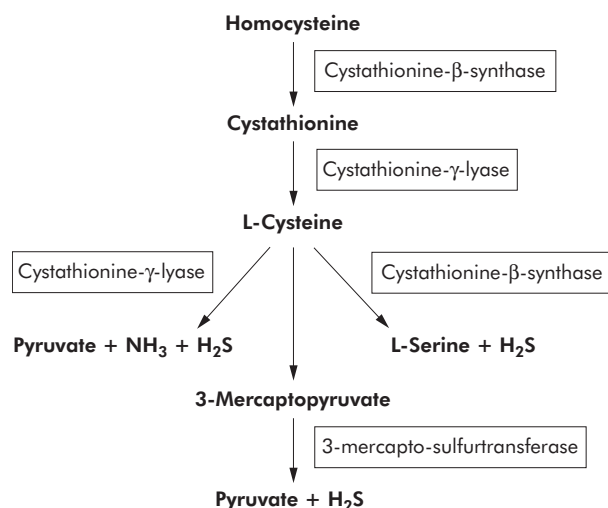 Homocysteine
Cystathionine-β-synthase
Cystathionine
Cystathionine-γ-lyase
L-Cysteine
Cystathionine-γ-lyase
Cystathionine-β-synthase
Pyruvate + NH₃ + H₂S
L-Serine + H₂S
3-Mercaptopyruvate
3-mercapto-sulfurtransferase
Pyruvate + H₂S